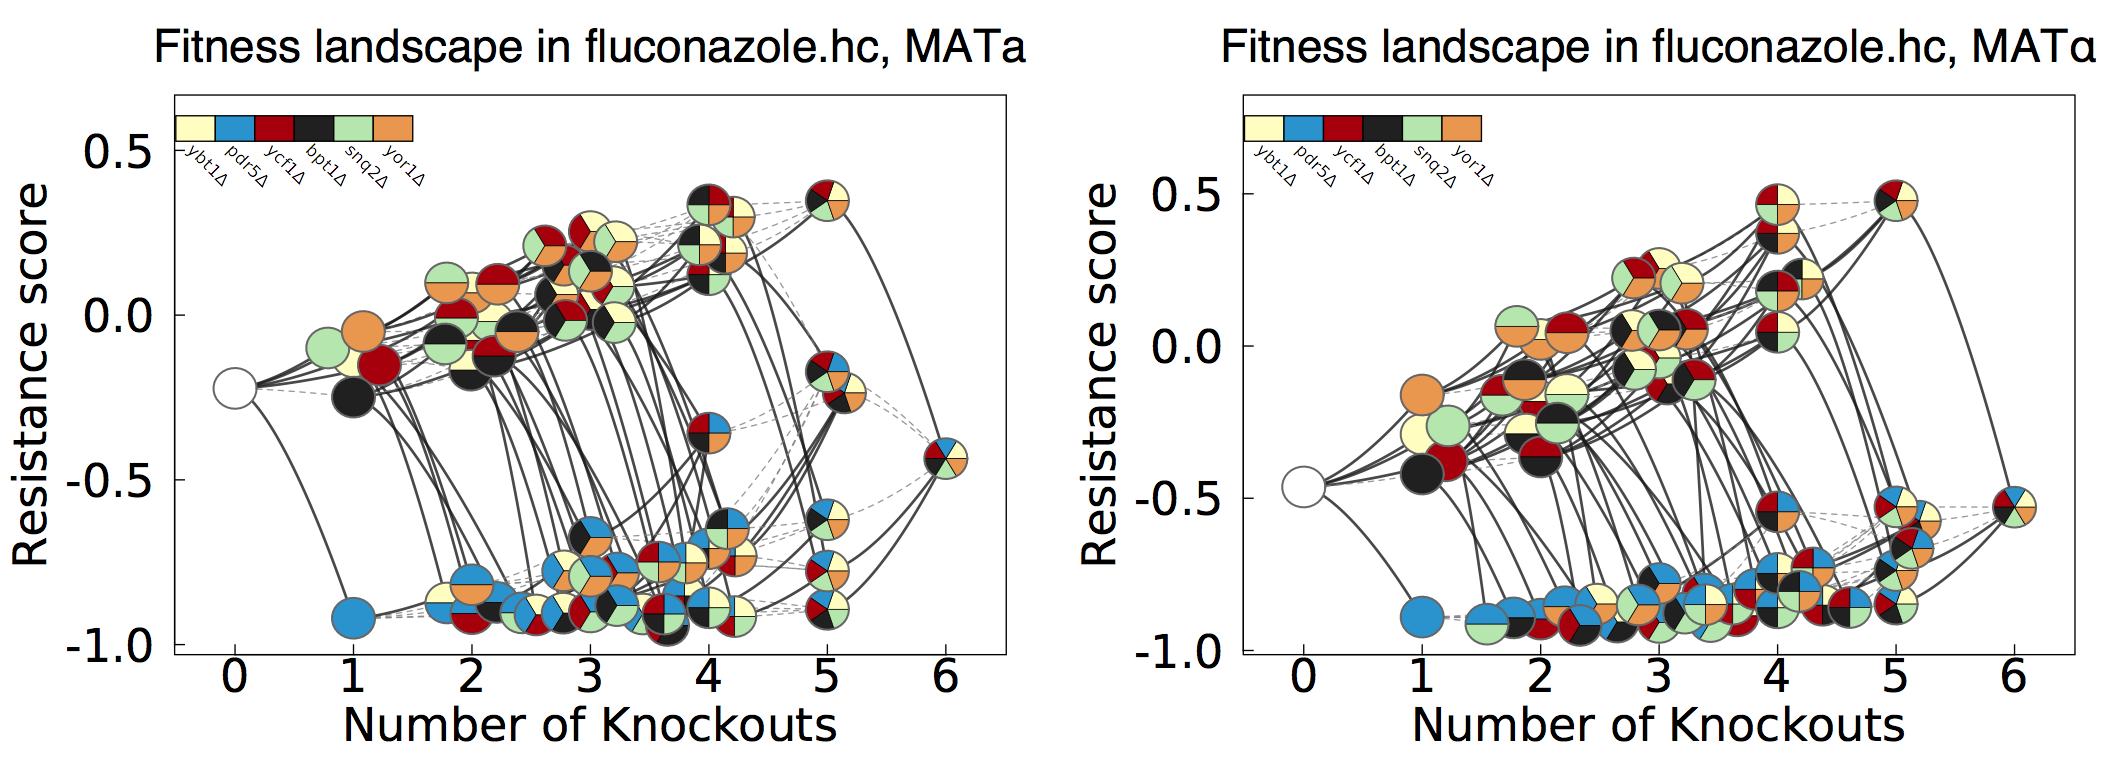 Fitness landscape in fluconazole.hc, MATa
ybt1Δ pdr5Δ ycf1Δ bpt1Δ snq2Δ yor1Δ
Resistance score
0.5
0.0
-0.5
-1.0
0 1 2 3 4 5 6
Number of Knockouts
Fitness landscape in fluconazole.hc, MATα
ybt1Δ pdr5Δ ycf1Δ bpt1Δ snq2Δ yor1Δ
Resistance score
0.5
0.0
-0.5
-1.0
0 1 2 3 4 5 6
Number of Knockouts